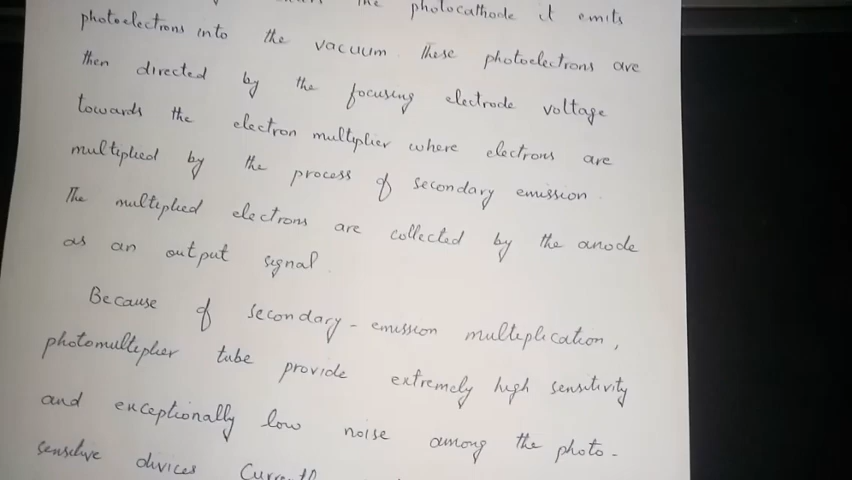 the photocathode it emits
photoelectrons into the vacuum. These photoelectrons are
then directed by the focusing electrode voltage
towards the electron multiplier where electrons are
multiplied by the process of secondary emission
The multiplied electrons are collected by the anode
as an output signal.
Because of secondary-emission multiplication,
photomultiplier tube provide extremely high sensitivity
and exceptionally low noise among the photo-
sensitive devices